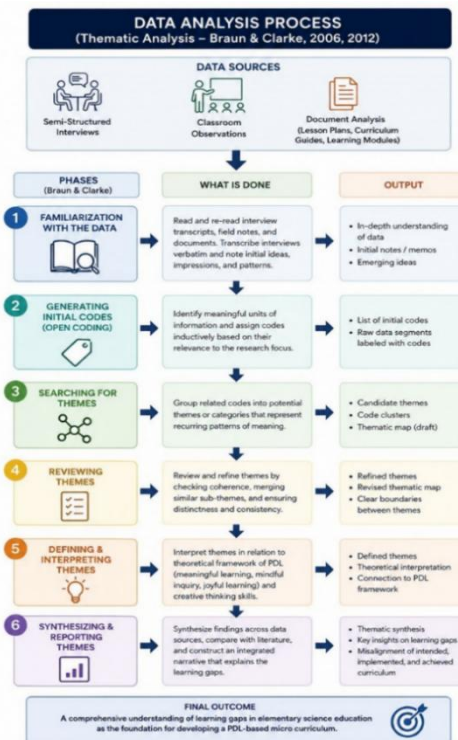 DATA ANALYSIS PROCESS
(Thematic Analysis – Braun & Clarke, 2006, 2012)
DATA SOURCES
Semi-Structured
Interviews
Classroom
Observations
Document Analysis
(Lesson Plans, Curriculum
Guides, Learning Modules)
PHASES
(Braun & Clarke)
WHAT IS DONE
OUTPUT
1
FAMILIARIZATION
WITH THE DATA
Read and re-read interview
transcripts, field notes, and
documents. Transcribe interviews
verbatim and note initial ideas,
impressions, and patterns.
• In-depth understanding
of data
• Initial notes / memos
• Emerging ideas
2
GENERATING
INITIAL CODES
(OPEN CODING)
Identify meaningful units of
information and assign codes
inductively based on their
relevance to the research focus.
• List of initial codes
• Raw data segments
labeled with codes
3
SEARCHING FOR
THEMES
Group related codes into potential
themes or categories that represent
recurring patterns of meaning.
• Candidate themes
• Code clusters
• Thematic map (draft)
4
REVIEWING
THEMES
Review and refine themes by
checking coherence, merging
similar sub-themes, and ensuring
distinctness and consistency.
• Refined themes
• Revised thematic map
• Clear boundaries
between themes
5
DEFINING &
INTERPRETING
THEMES
Interpret themes in relation to
theoretical framework of PDL
(meaningful learning, mindful
inquiry, joyful learning) and
creative thinking skills.
• Defined themes
• Theoretical interpretation
• Connection to PDL
framework
6
SYNTHESIZING &
REPORTING
THEMES
Synthesize findings across data
sources, compare with literature,
and construct an integrated
narrative that explains the
learning gaps.
• Thematic synthesis
• Key insights on learning gaps
• Misalignment of intended,
implemented, and achieved
curriculum
FINAL OUTCOME
A comprehensive understanding of learning gaps in elementary science education
as the foundation for developing a PDL-based micro curriculum.